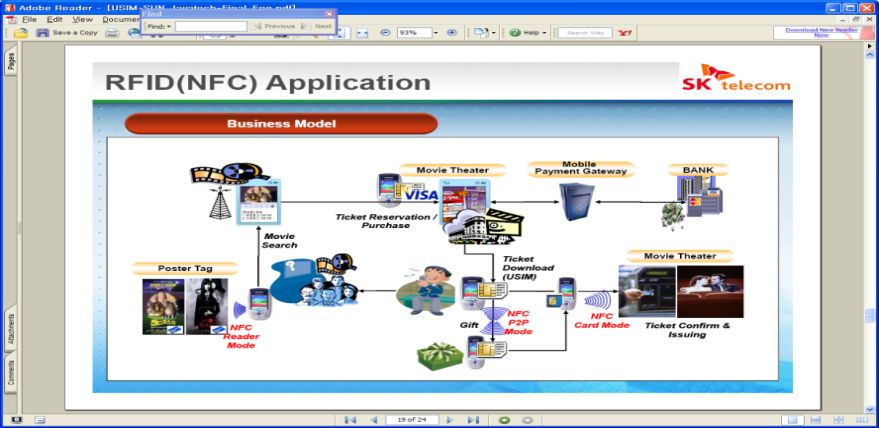 Adobe Reader - [USIM-SUN_Javatech-Final_Eng.pdf]
Find
File Edit View Document
Find:
Previous
Next
Save a Copy
93%
Help
Search Web
Y!
Download New Reader Now
Pages
Attachments
Comments
RFID(NFC) Application
SK telecom
Business Model
Movie Theater
Mobile
Payment Gateway
BANK
VISA
Ticket Reservation /
Purchase
Movie
Search
Ticket
Download
(USIM)
Movie Theater
Poster Tag
NFC
Reader
Mode
Gift
NFC
P2P
Mode
NFC
Card Mode
Ticket Confirm &
Issuing
19 of 24